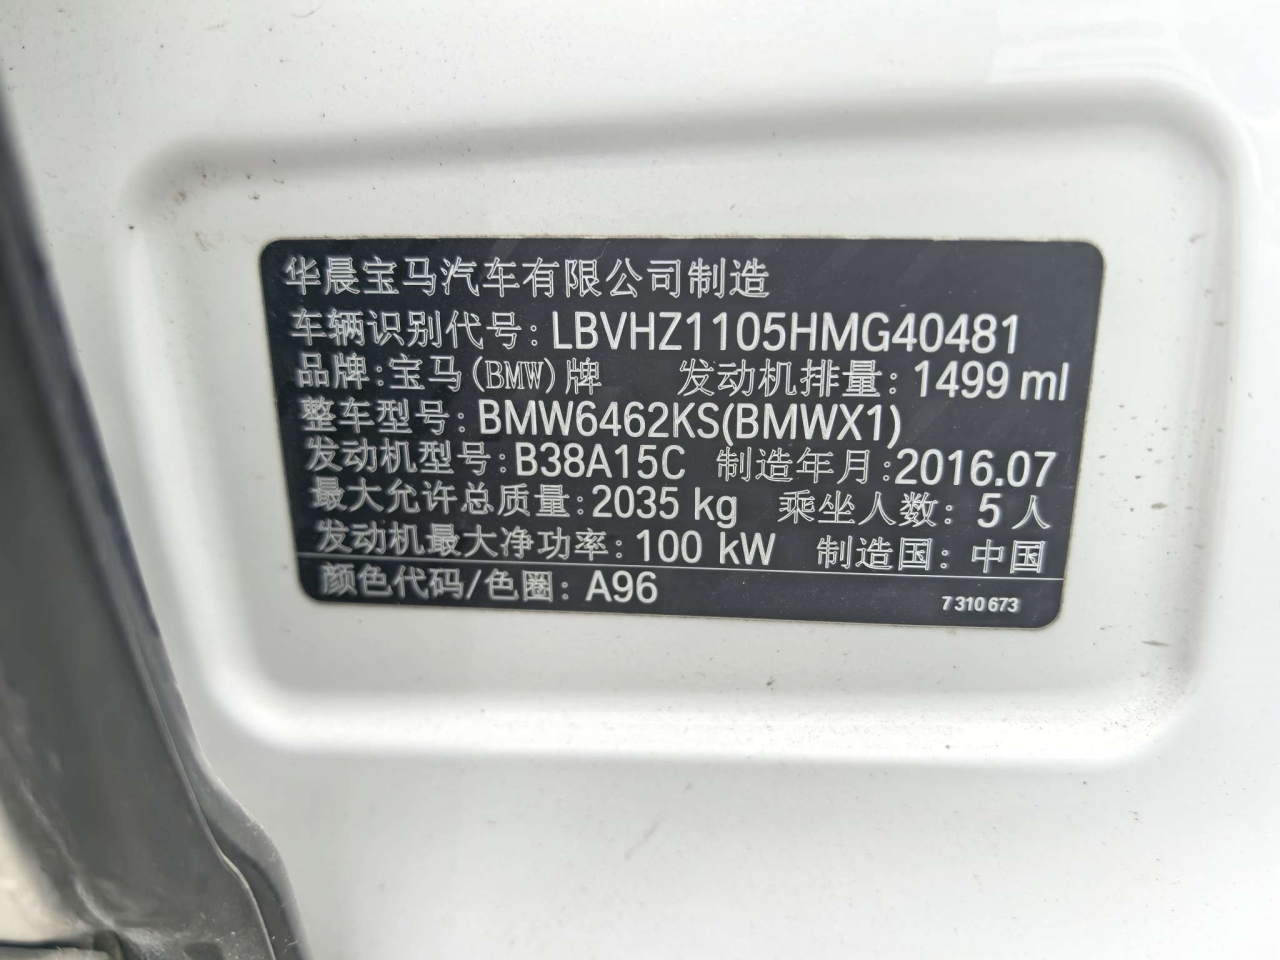 华晨宝马汽车有限公司制造
车辆识别代号: LBVHZ1105HMG40481
品牌:宝马(BMW)牌 发动机排量: 1499 ml
整车型号: BMW6462KS(BMWX1)
发动机型号: B38A15C 制造年月:2016.07
最大允许总质量: 2035 kg 乘坐人数: 5 人
发动机最大净功率: 100 kW 制造国: 中国
颜色代码/色圈: A96 7 310 673